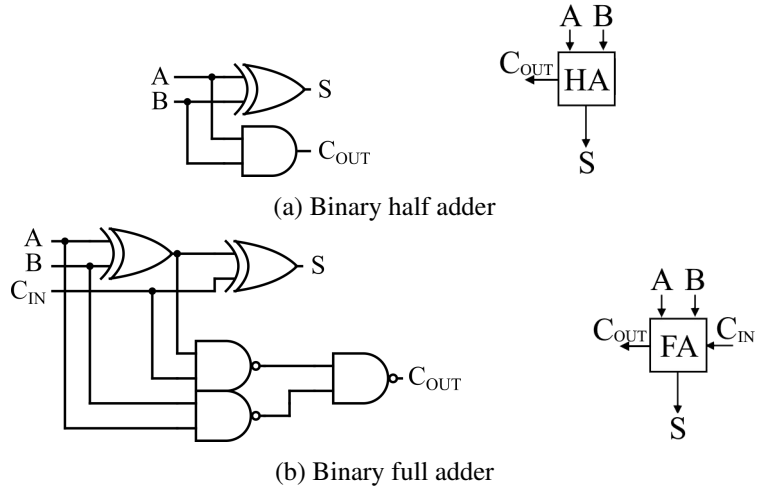 A B
A
B
S
C_OUT
C_OUT
HA
S
(a) Binary half adder
A
B
C_IN
S
C_OUT
A B
C_OUT
FA
C_IN
S
(b) Binary full adder